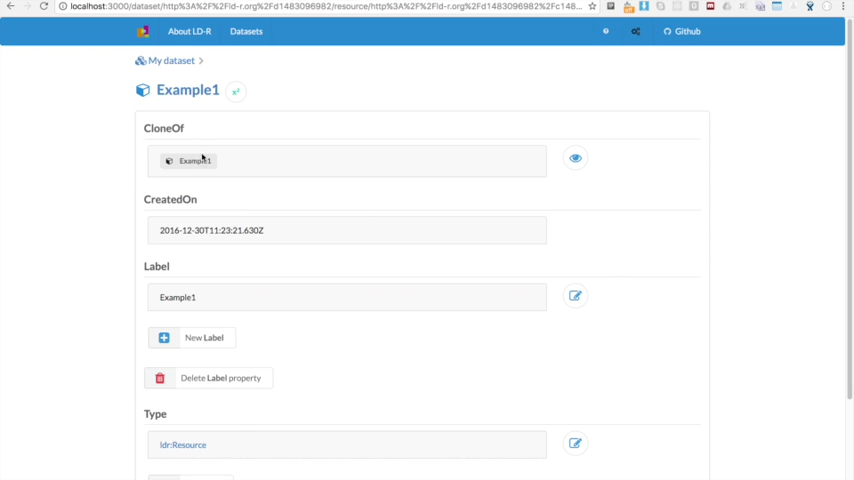 localhost:3000/dataset/http%3A%2F%2Fld-r.org%2Fd1483096982/resource/http%3A%2F%2Fld-r.org%2Fd1483096982%2Fc148...
About LD-R
Datasets
Github
My dataset
Example1
x²
CloneOf
Example1
CreatedOn
2016-12-30T11:23:21.630Z
Label
Example1
New Label
Delete Label property
Type
ldr:Resource